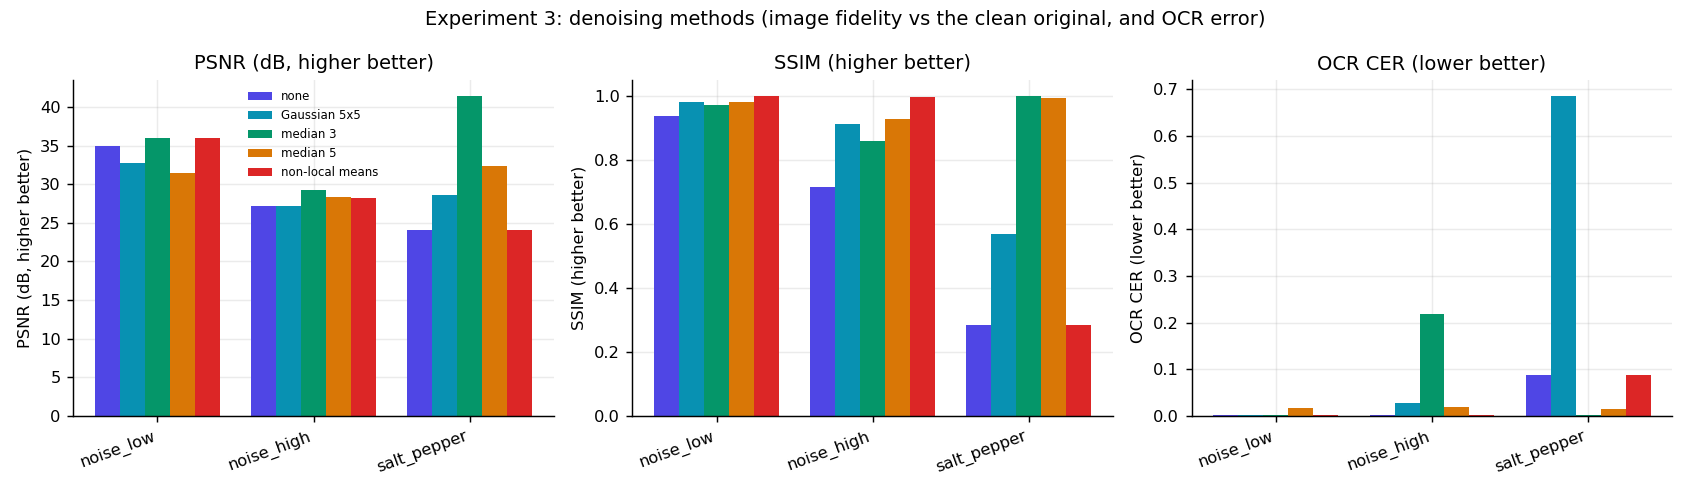 Experiment 3: denoising methods (image fidelity vs the clean original, and OCR error)
PSNR (dB, higher better)
PSNR (dB, higher better)
40
35
30
25
20
15
10
5
0
none
Gaussian 5x5
median 3
median 5
non-local means
noise_low
noise_high
salt_pepper
SSIM (higher better)
SSIM (higher better)
1.0
0.8
0.6
0.4
0.2
0.0
noise_low
noise_high
salt_pepper
OCR CER (lower better)
OCR CER (lower better)
0.7
0.6
0.5
0.4
0.3
0.2
0.1
0.0
noise_low
noise_high
salt_pepper